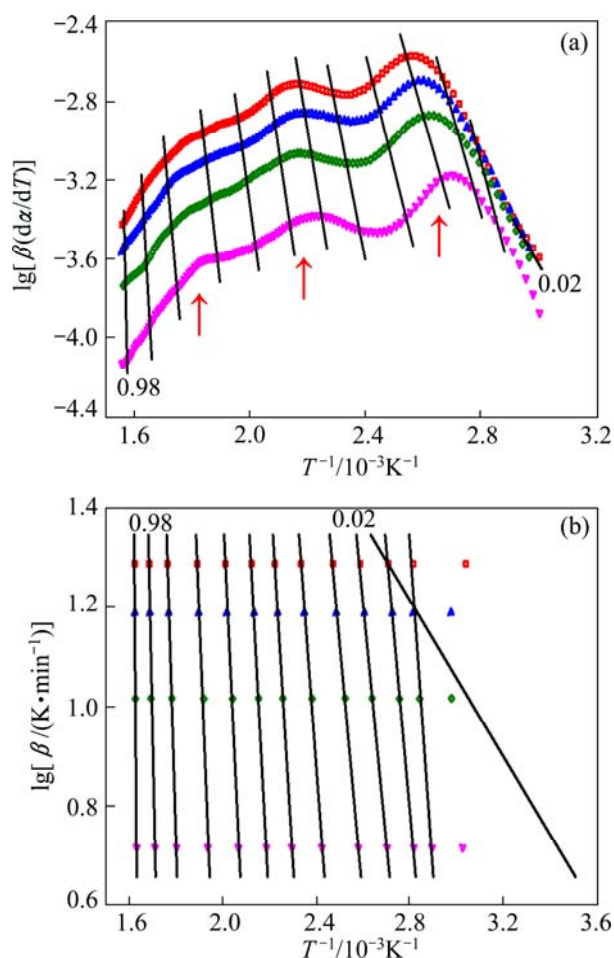 (a)
−2.4
−2.8
−3.2
−3.6
−4.0
−4.4
lg[β(dα/dT)]
0.02
0.98
1.6 2.0 2.4 2.8 3.2
T⁻¹/10⁻³K⁻¹
(b)
1.4
1.2
1.0
0.8
0.6
lg[β/(K•min⁻¹)]
0.98 0.02
1.6 2.0 2.4 2.8 3.2 3.6
T⁻¹/10⁻³K⁻¹